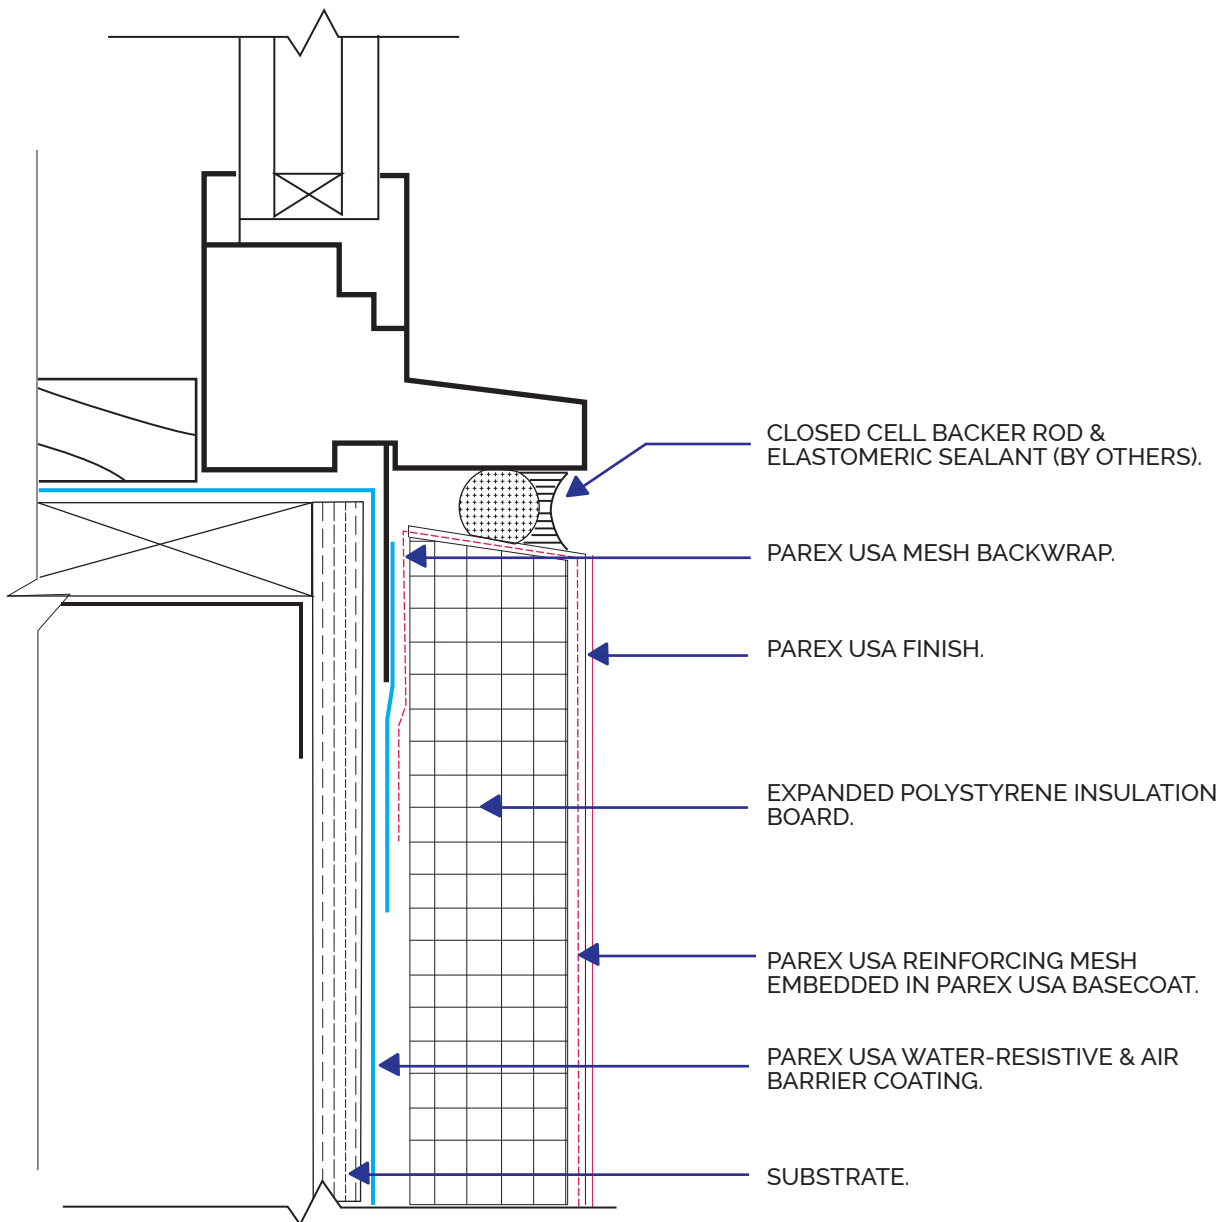 CLOSED CELL BACKER ROD &
ELASTOMERIC SEALANT (BY OTHERS).
PAREX USA MESH BACKWRAP.
PAREX USA FINISH.
EXPANDED POLYSTYRENE INSULATION
BOARD.
PAREX USA REINFORCING MESH
EMBEDDED IN PAREX USA BASECOAT.
PAREX USA WATER-RESISTIVE & AIR
BARRIER COATING.
SUBSTRATE.